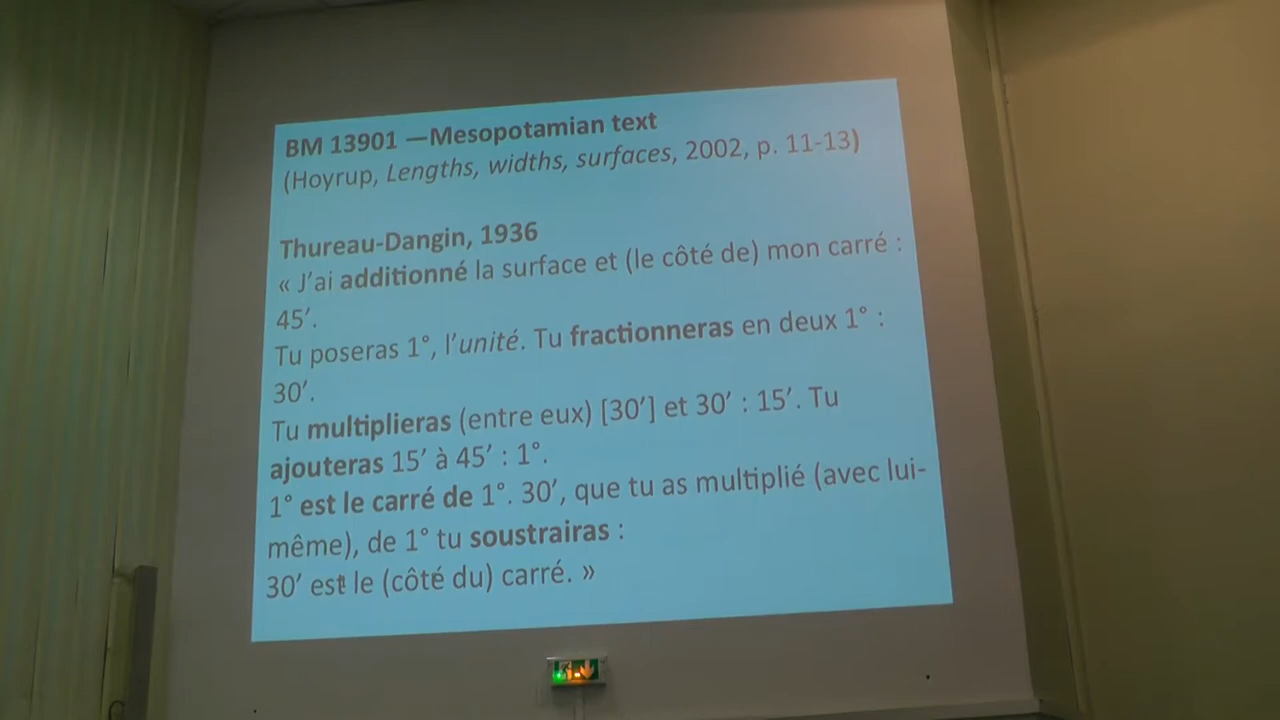 BM 13901 —Mesopotamian text
(Hoyrup, Lengths, widths, surfaces, 2002, p. 11-13)
Thureau-Dangin, 1936
« J’ai additionné la surface et (le côté de) mon carré :
45′.
Tu poseras 1°, l’unité. Tu fractionneras en deux 1° :
30′.
Tu multiplieras (entre eux) [30′] et 30′ : 15′. Tu
ajouteras 15′ à 45′ : 1°.
1° est le carré de 1°. 30′, que tu as multiplié (avec lui-
même), de 1° tu soustrairas :
30′ est le (côté du) carré. »